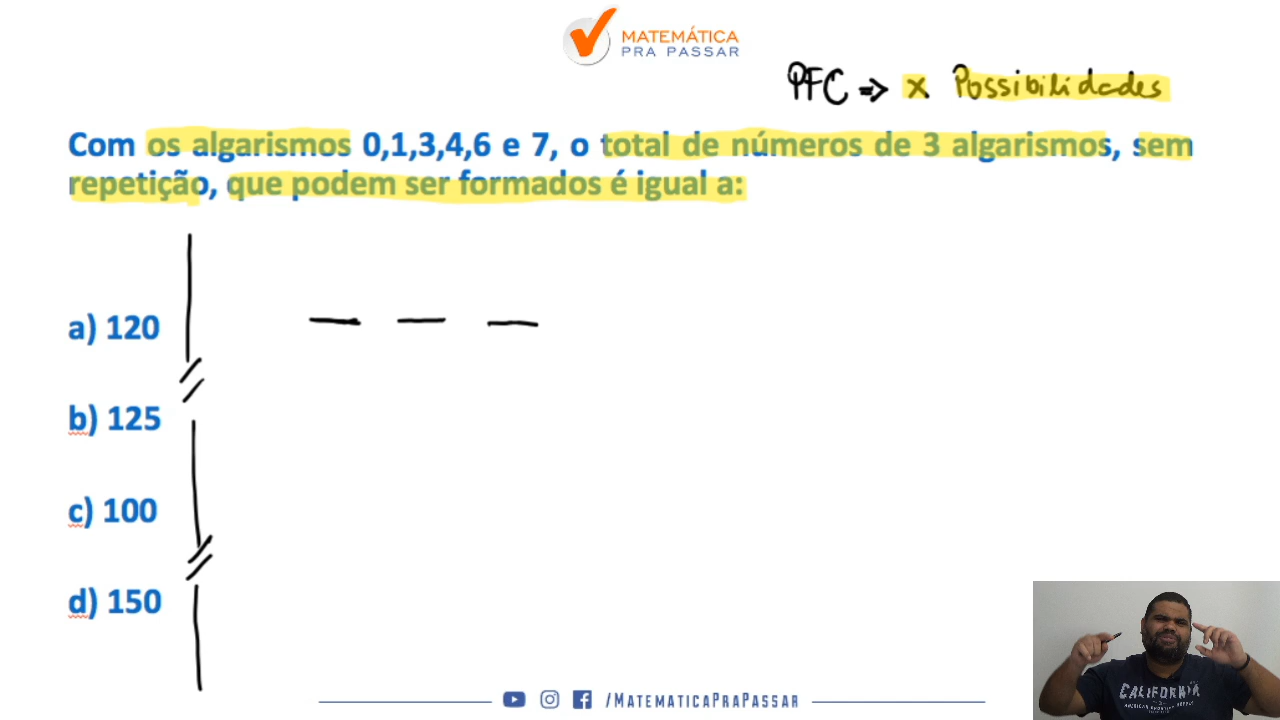 MATEMÁTICA
PRA PASSAR
PFC => x Possibilidades
Com os algarismos 0,1,3,4,6 e 7, o total de números de 3 algarismos, sem
repetição, que podem ser formados é igual a:
a) 120
b) 125
c) 100
d) 150
CALIFORNIA
/MATEMATICAPRAPASSAR